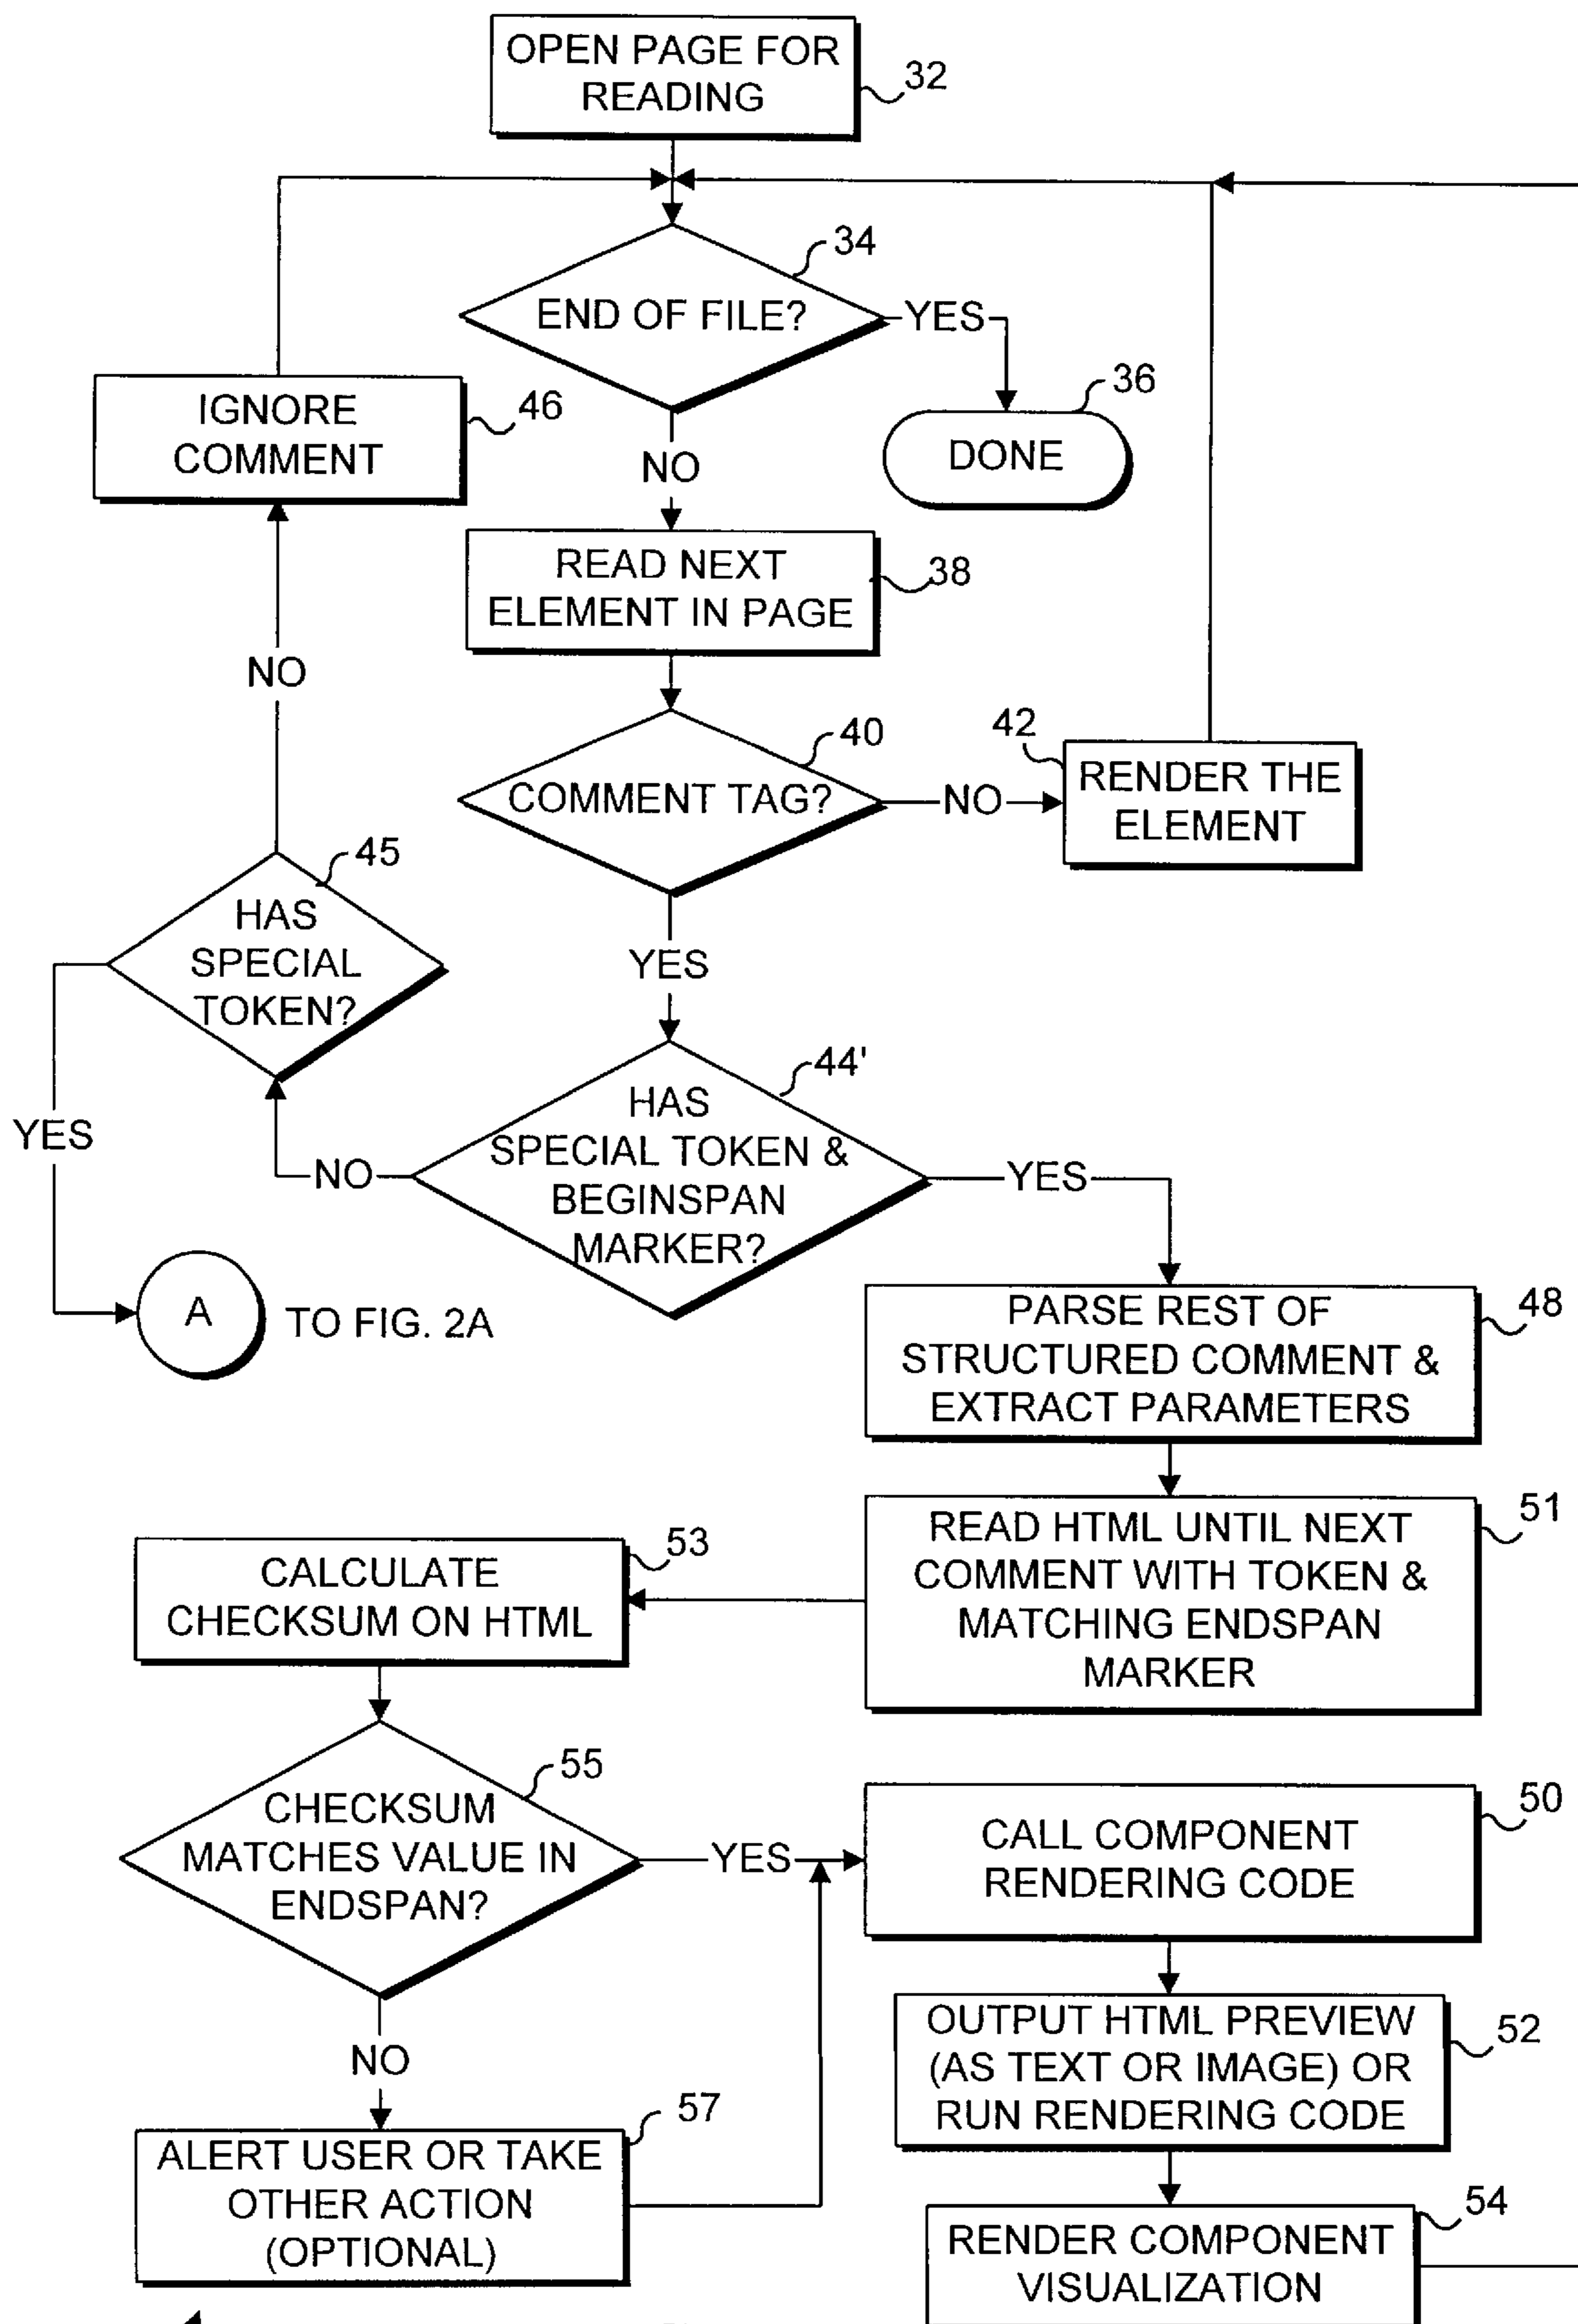 OPEN PAGE FOR
READING
32
34
END OF FILE?
YES
36
DONE
IGNORE
COMMENT
46
NO
READ NEXT
ELEMENT IN PAGE
38
NO
40
COMMENT TAG?
NO
42
RENDER THE
ELEMENT
45
HAS
SPECIAL
TOKEN?
YES
44'
HAS
SPECIAL TOKEN &
BEGINSPAN
MARKER?
YES
NO
YES
A
TO FIG. 2A
PARSE REST OF
STRUCTURED COMMENT &
EXTRACT PARAMETERS
48
READ HTML UNTIL NEXT
COMMENT WITH TOKEN &
MATCHING ENDSPAN
MARKER
51
CALCULATE
CHECKSUM ON HTML
53
55
CHECKSUM
MATCHES VALUE IN
ENDSPAN?
YES
CALL COMPONENT
RENDERING CODE
50
NO
OUTPUT HTML PREVIEW
(AS TEXT OR IMAGE) OR
RUN RENDERING CODE
52
ALERT USER OR TAKE
OTHER ACTION
(OPTIONAL)
57
RENDER COMPONENT
VISUALIZATION
54